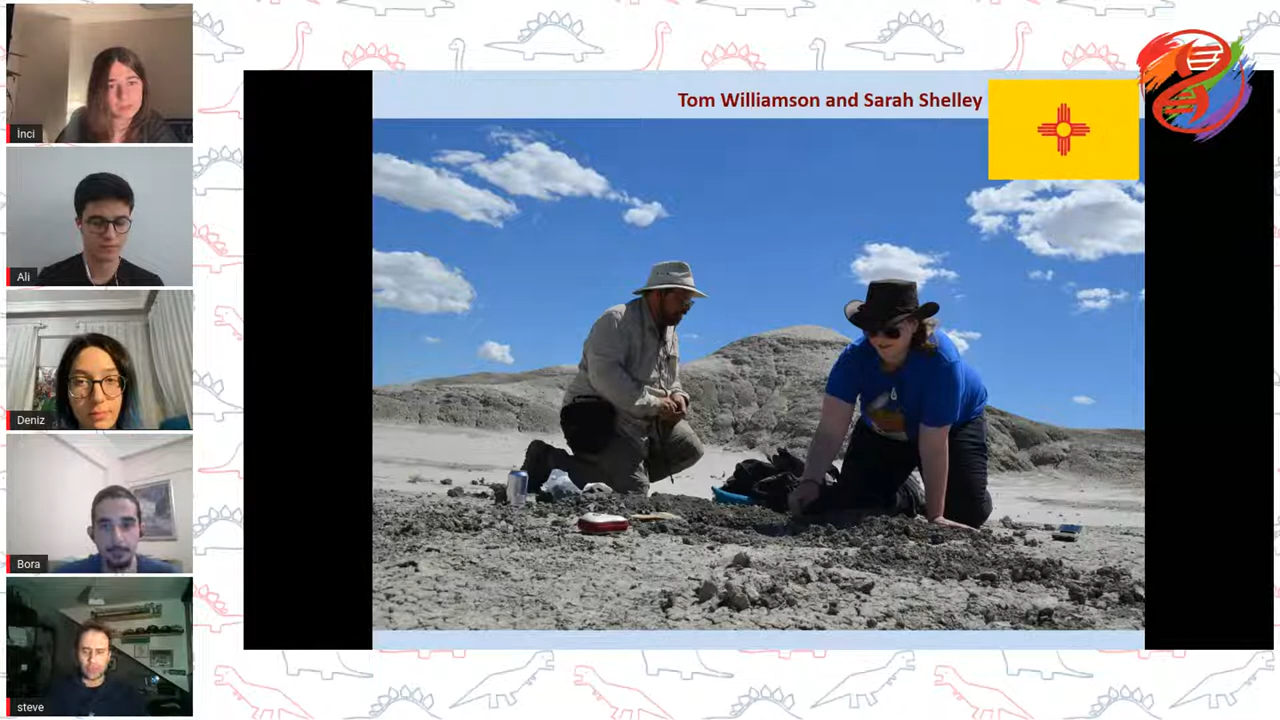 İnci
Ali
Deniz
Bora
steve
Tom Williamson and Sarah Shelley